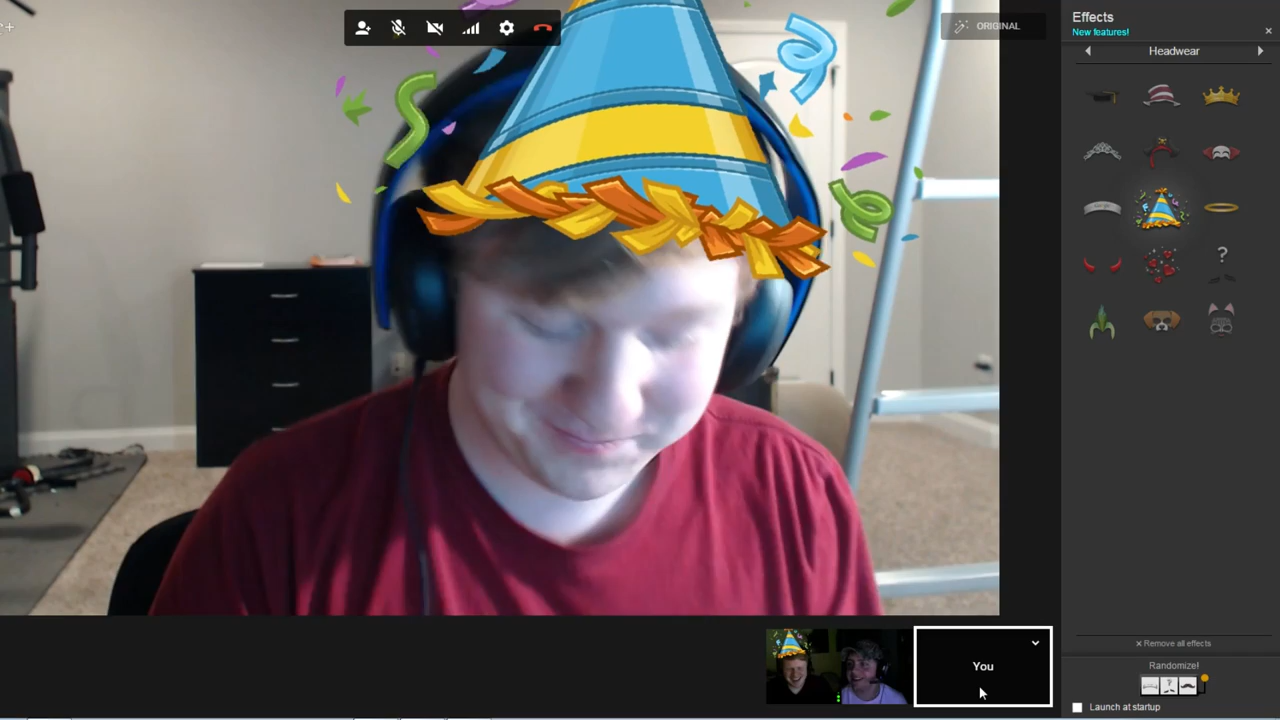 ORIGINAL
Effects
New features!
Headwear
You
Remove all effects
Randomize!
Launch at startup